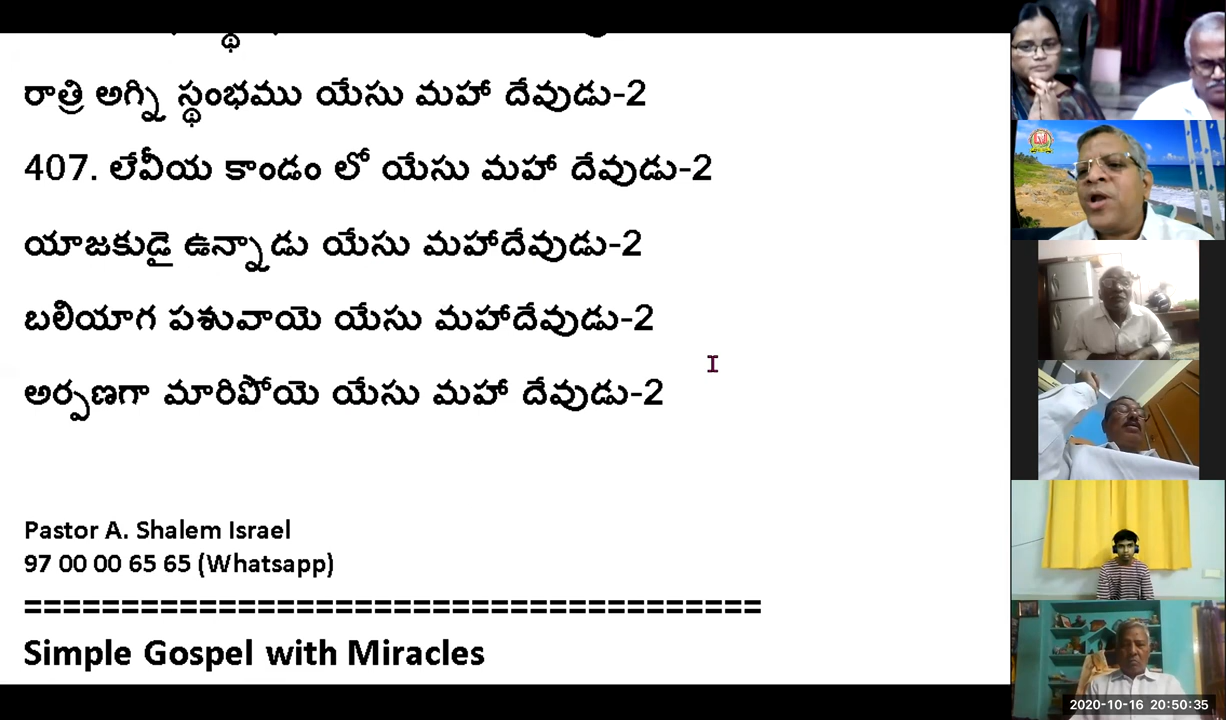 రాత్రి అగ్ని స్థంభము యేసు మహా దేవుడు-2
407. లేవీయ కాండం లో యేసు మహా దేవుడు-2
యాజకుడై ఉన్నాడు యేసు మహాదేవుడు-2
బలియాగ పశువాయె యేసు మహాదేవుడు-2
అర్పణగా మారిపోయె యేసు మహా దేవుడు-2
Pastor A. Shalem Israel
97 00 00 65 65 (Whatsapp)
=======================================
Simple Gospel with Miracles
2020-10-16 20:50:35